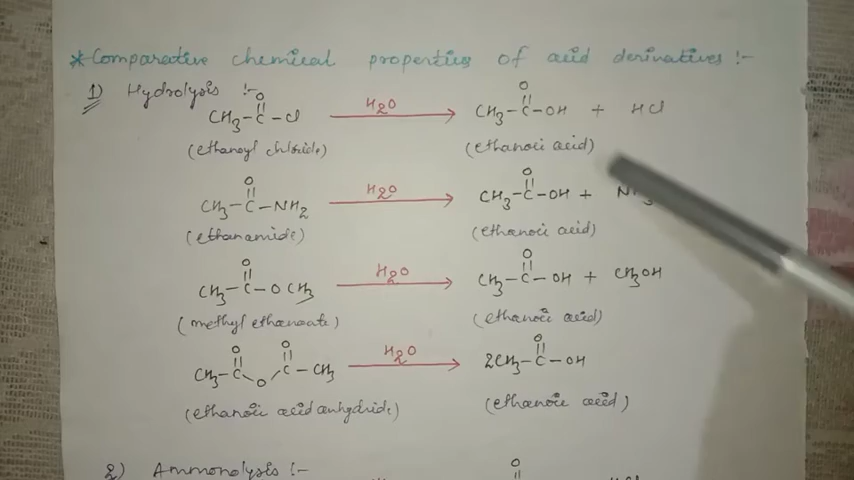 *Comparative chemical properties of acid derivatives :-
1) Hydrolysis :-
O O
CH3-C-Cl H2O CH3-C-OH + HCl
(ethanoyl chloride) (ethanoic acid)
O O
CH3-C-NH2 H2O CH3-C-OH + NH3
(ethanamide) (ethanoic acid)
O O
CH3-C-OCH3 H2O CH3-C-OH + CH3OH
(methyl ethanoate) (ethanoic acid)
O O O
CH3-C O C-CH3 H2O 2CH3-C-OH
(ethanoic acid anhydride) (ethanoic acid)
2) Ammonolysis :-
O